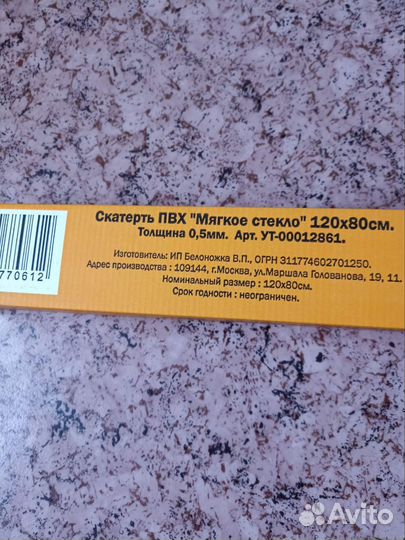 Скатерть ПВХ "Мягкое стекло" 120х80см.
Толщина 0,5мм. Арт. УТ-00012861.
Изготовитель: ИП Белоножка В.П., ОГРН 311774602701250.
Адрес производства : 109144, г.Москва, ул.Маршала Голованова, 19, 11.
Номинальный размер : 120х80см.
Срок годности : неограничен.
770612
Avito